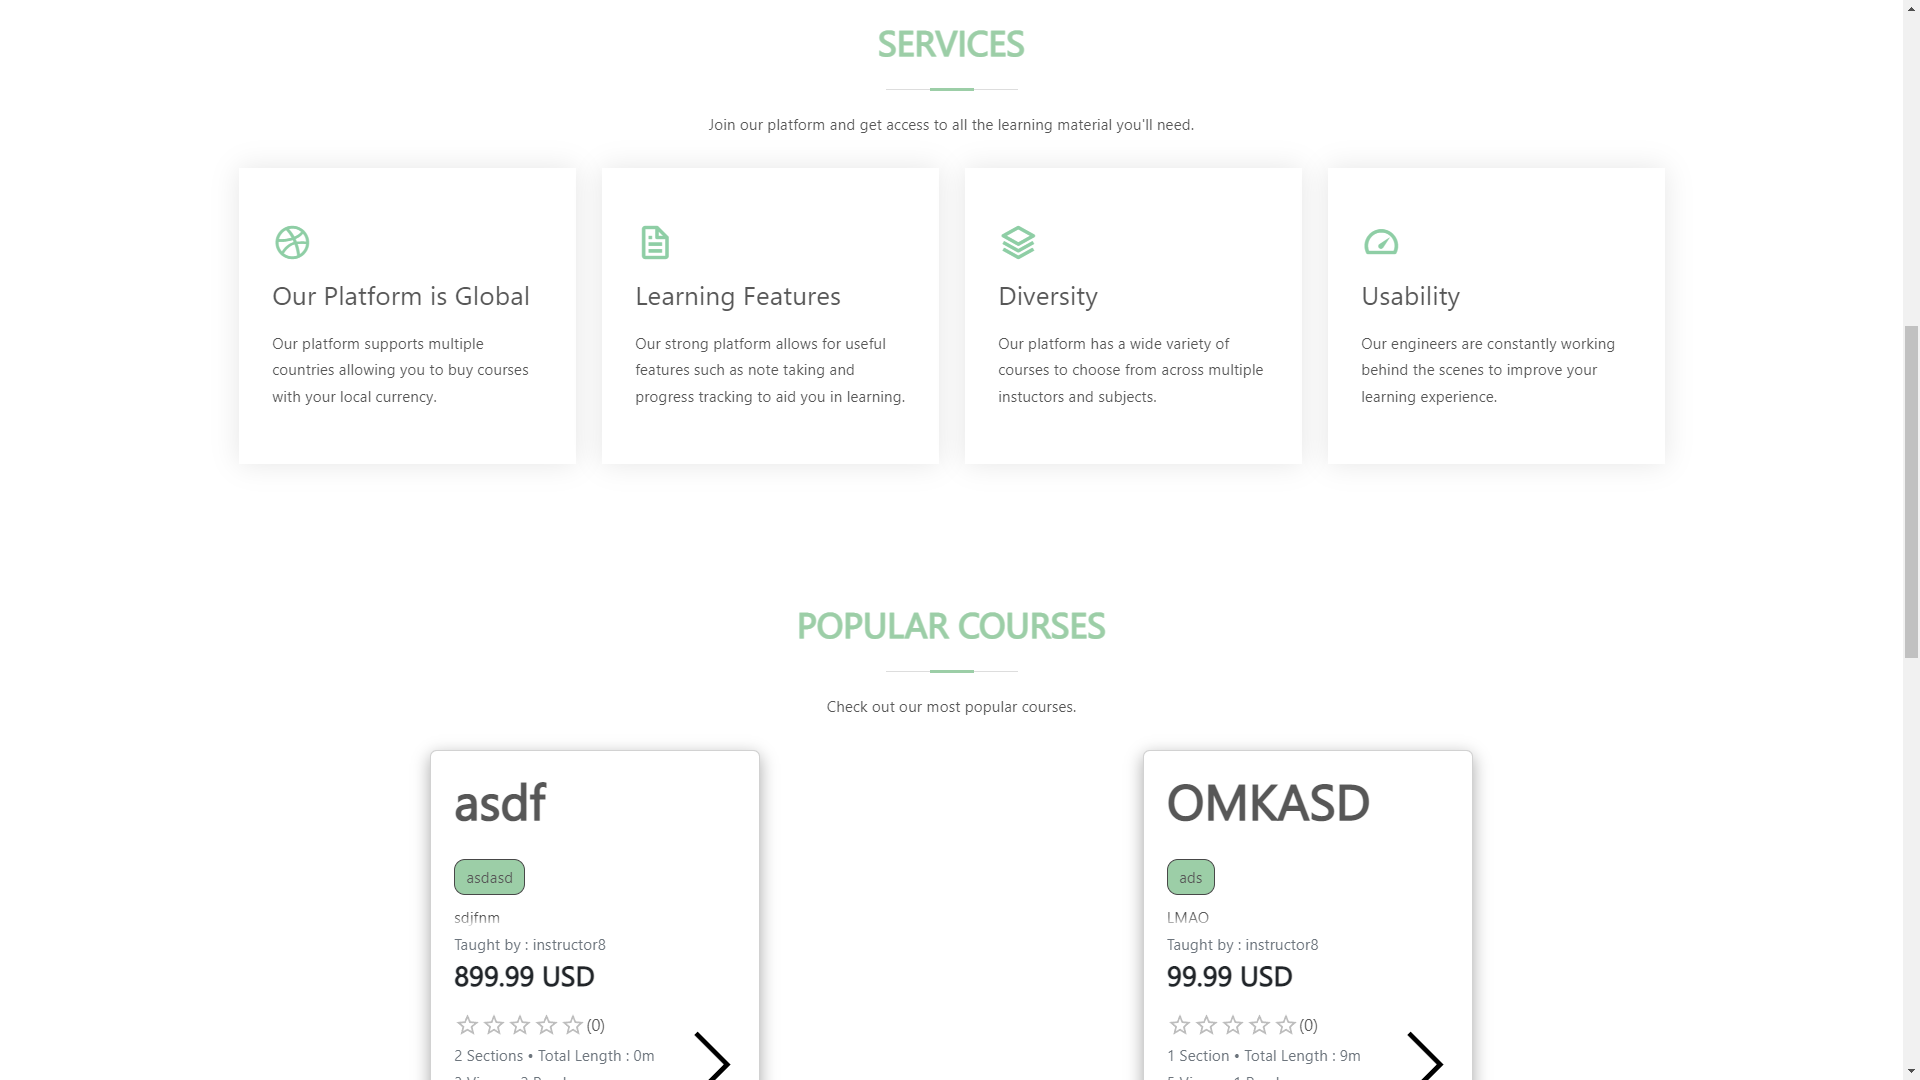 SERVICES
Join our platform and get access to all the learning material you'll need.
Our Platform is Global
Our platform supports multiple
countries allowing you to buy courses
with your local currency.
Learning Features
Our strong platform allows for useful
features such as note taking and
progress tracking to aid you in learning.
Diversity
Our platform has a wide variety of
courses to choose from across multiple
instuctors and subjects.
Usability
Our engineers are constantly working
behind the scenes to improve your
learning experience.
POPULAR COURSES
Check out our most popular courses.
asdf
asdasd
sdjfnm
Taught by : instructor8
899.99 USD
(0)
2 Sections • Total Length : 0m
OMKASD
ads
LMAO
Taught by : instructor8
99.99 USD
(0)
1 Section • Total Length : 9m